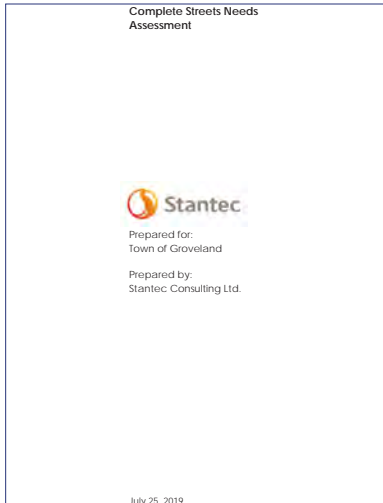 Complete Streets Needs
Assessment
Stantec
Prepared for:
Town of Groveland
Prepared by:
Stantec Consulting Ltd.
July 25, 2019